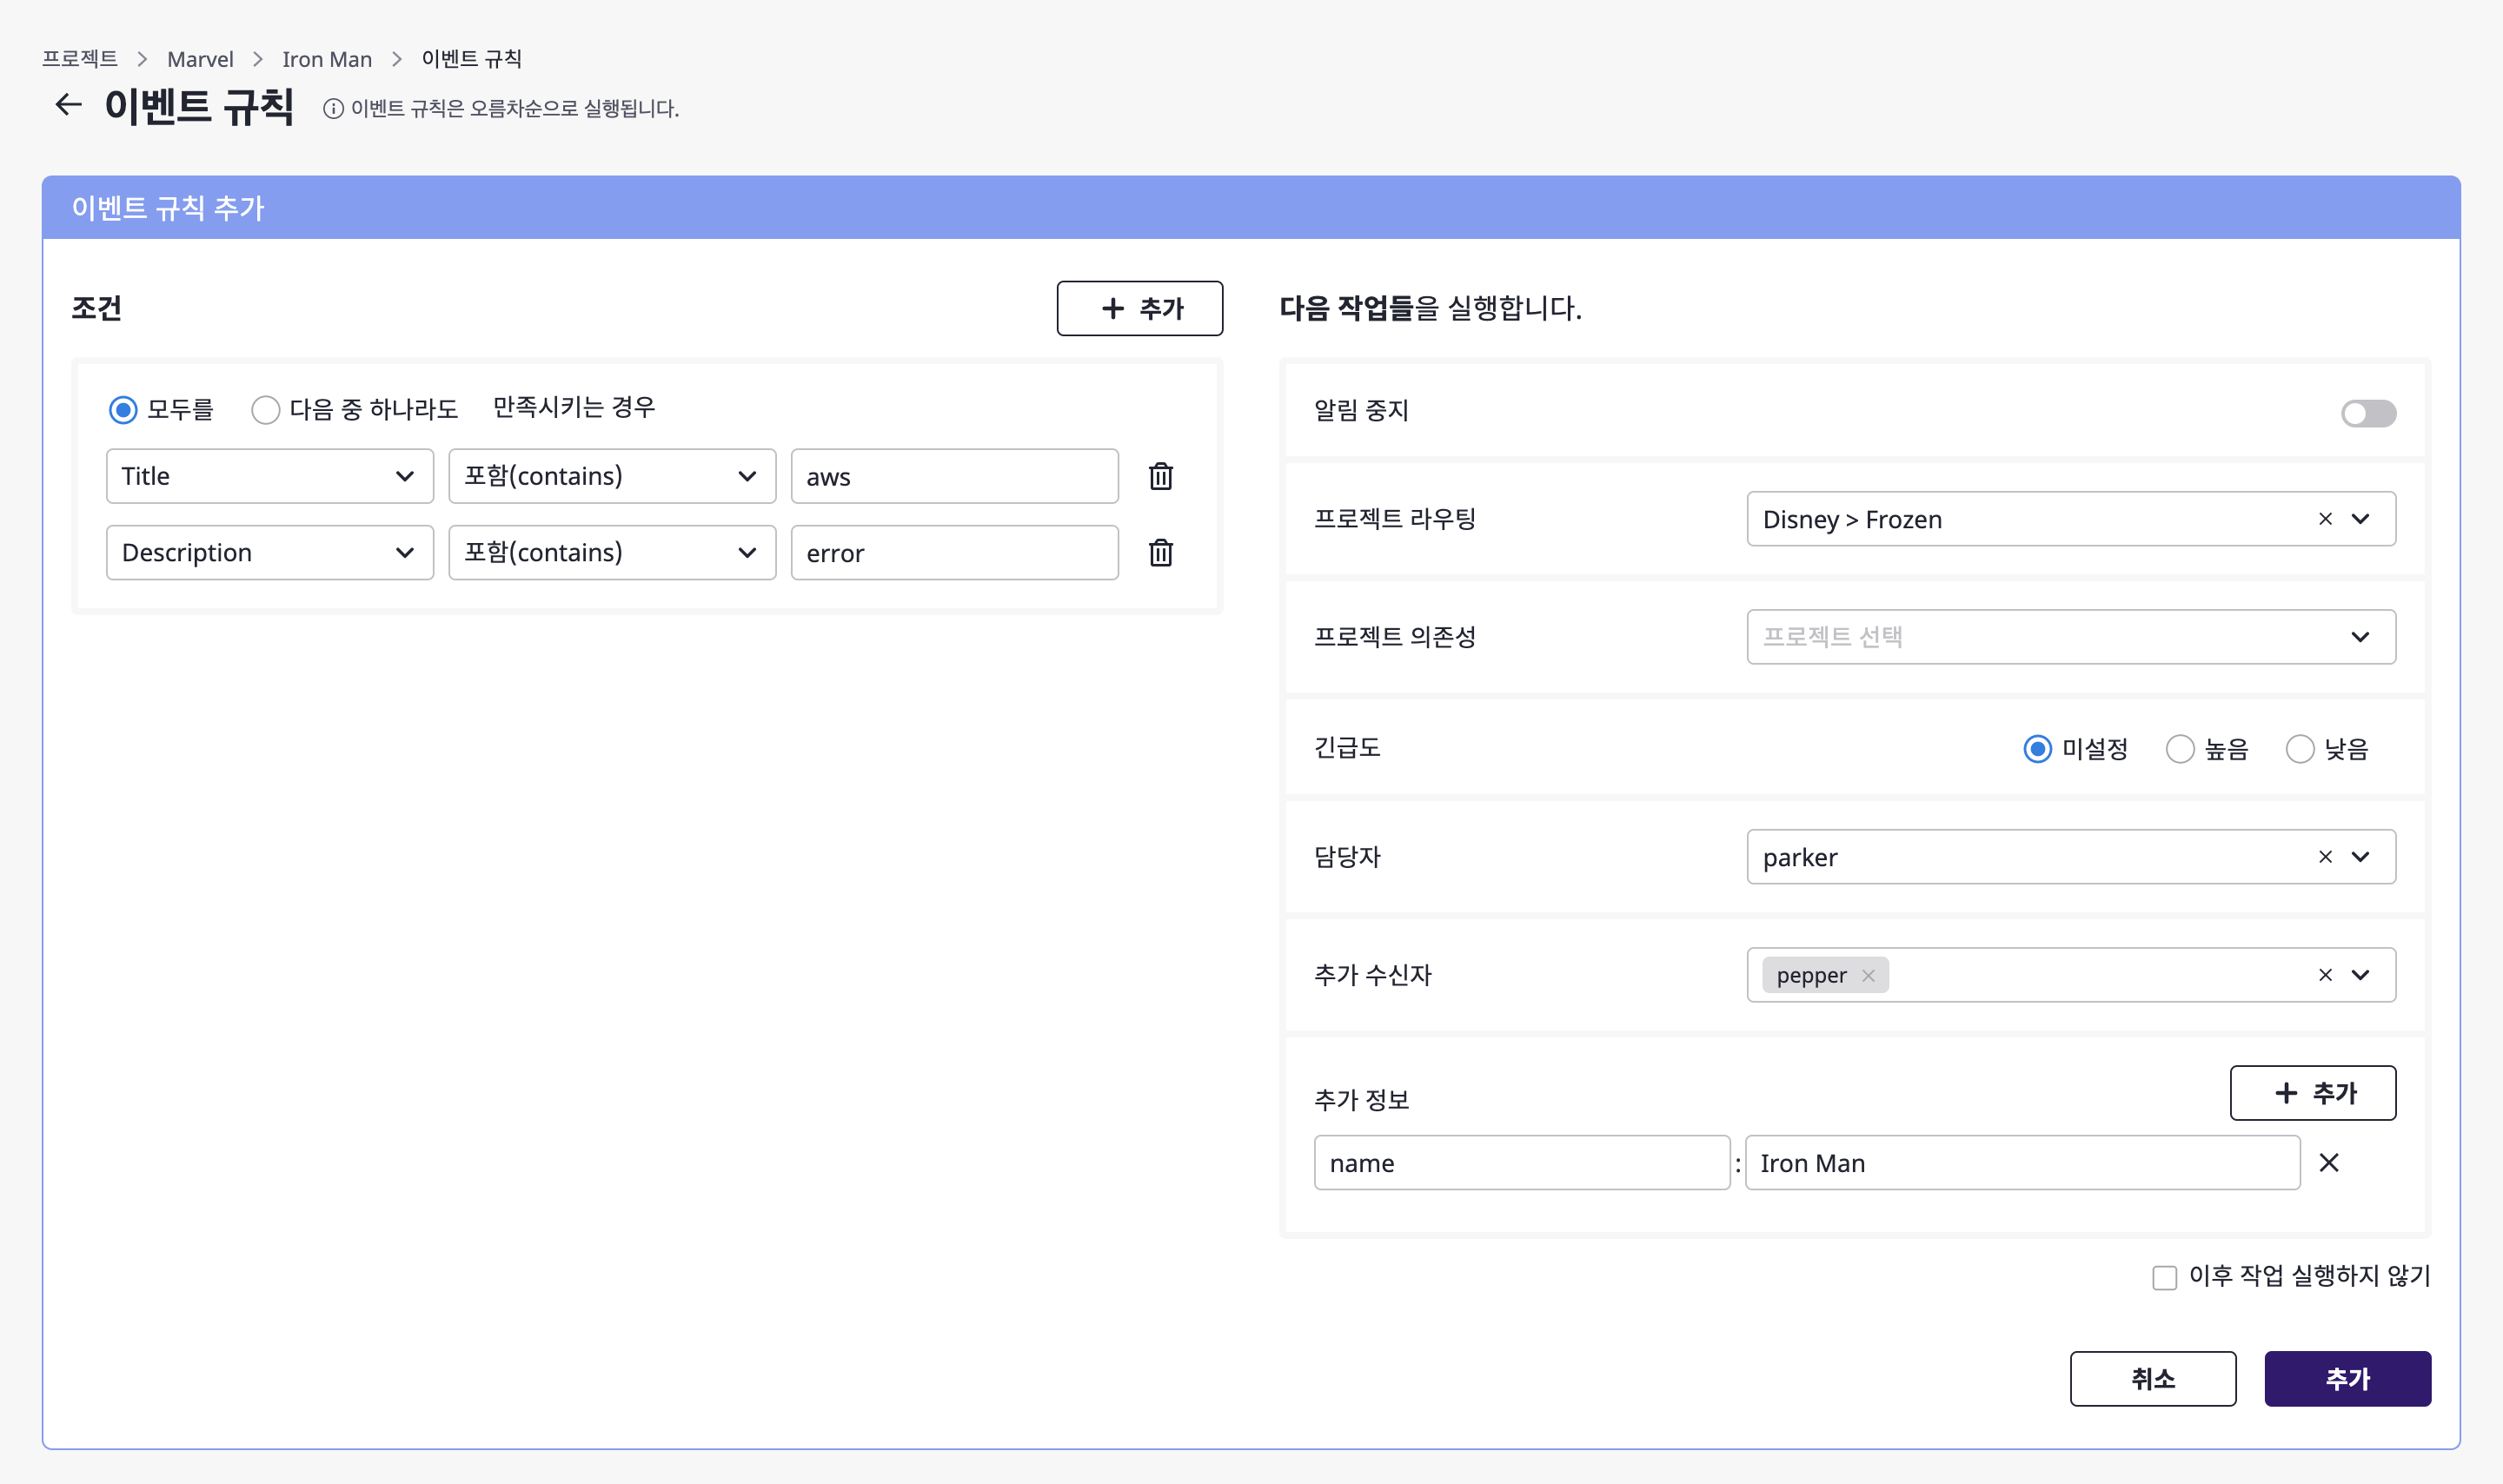 프로젝트 > Marvel > Iron Man > 이벤트 규칙
이벤트 규칙 이벤트 규칙은 오름차순으로 실행됩니다.
이벤트 규칙 추가
조건
+ 추가
모두를 다음 중 하나라도 만족시키는 경우
Title 포함(contains) aws
Description 포함(contains) error
다음 작업들을 실행합니다.
알림 중지
프로젝트 라우팅 Disney > Frozen
프로젝트 의존성 프로젝트 선택
긴급도 미설정 높음 낮음
담당자 parker
추가 수신자 pepper
추가 정보 + 추가
name : Iron Man
이후 작업 실행하지 않기
취소 추가